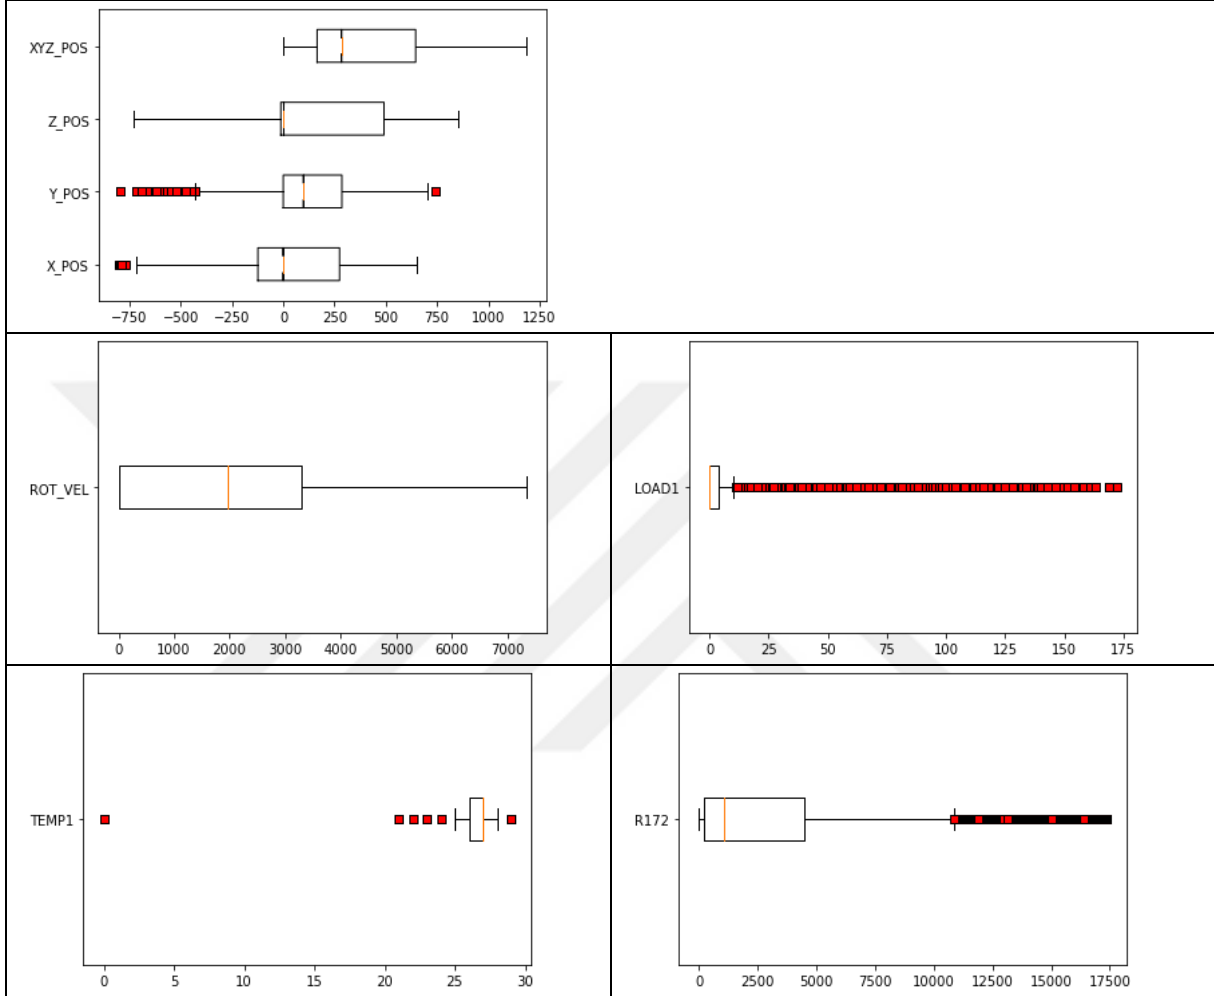 XYZ_POS
Z_POS
Y_POS
X_POS
−750 −500 −250 0 250 500 750 1000 1250
ROT_VEL
0 1000 2000 3000 4000 5000 6000 7000
LOAD1
0 25 50 75 100 125 150 175
TEMP1
0 5 10 15 20 25 30
R172
0 2500 5000 7500 10000 12500 15000 17500